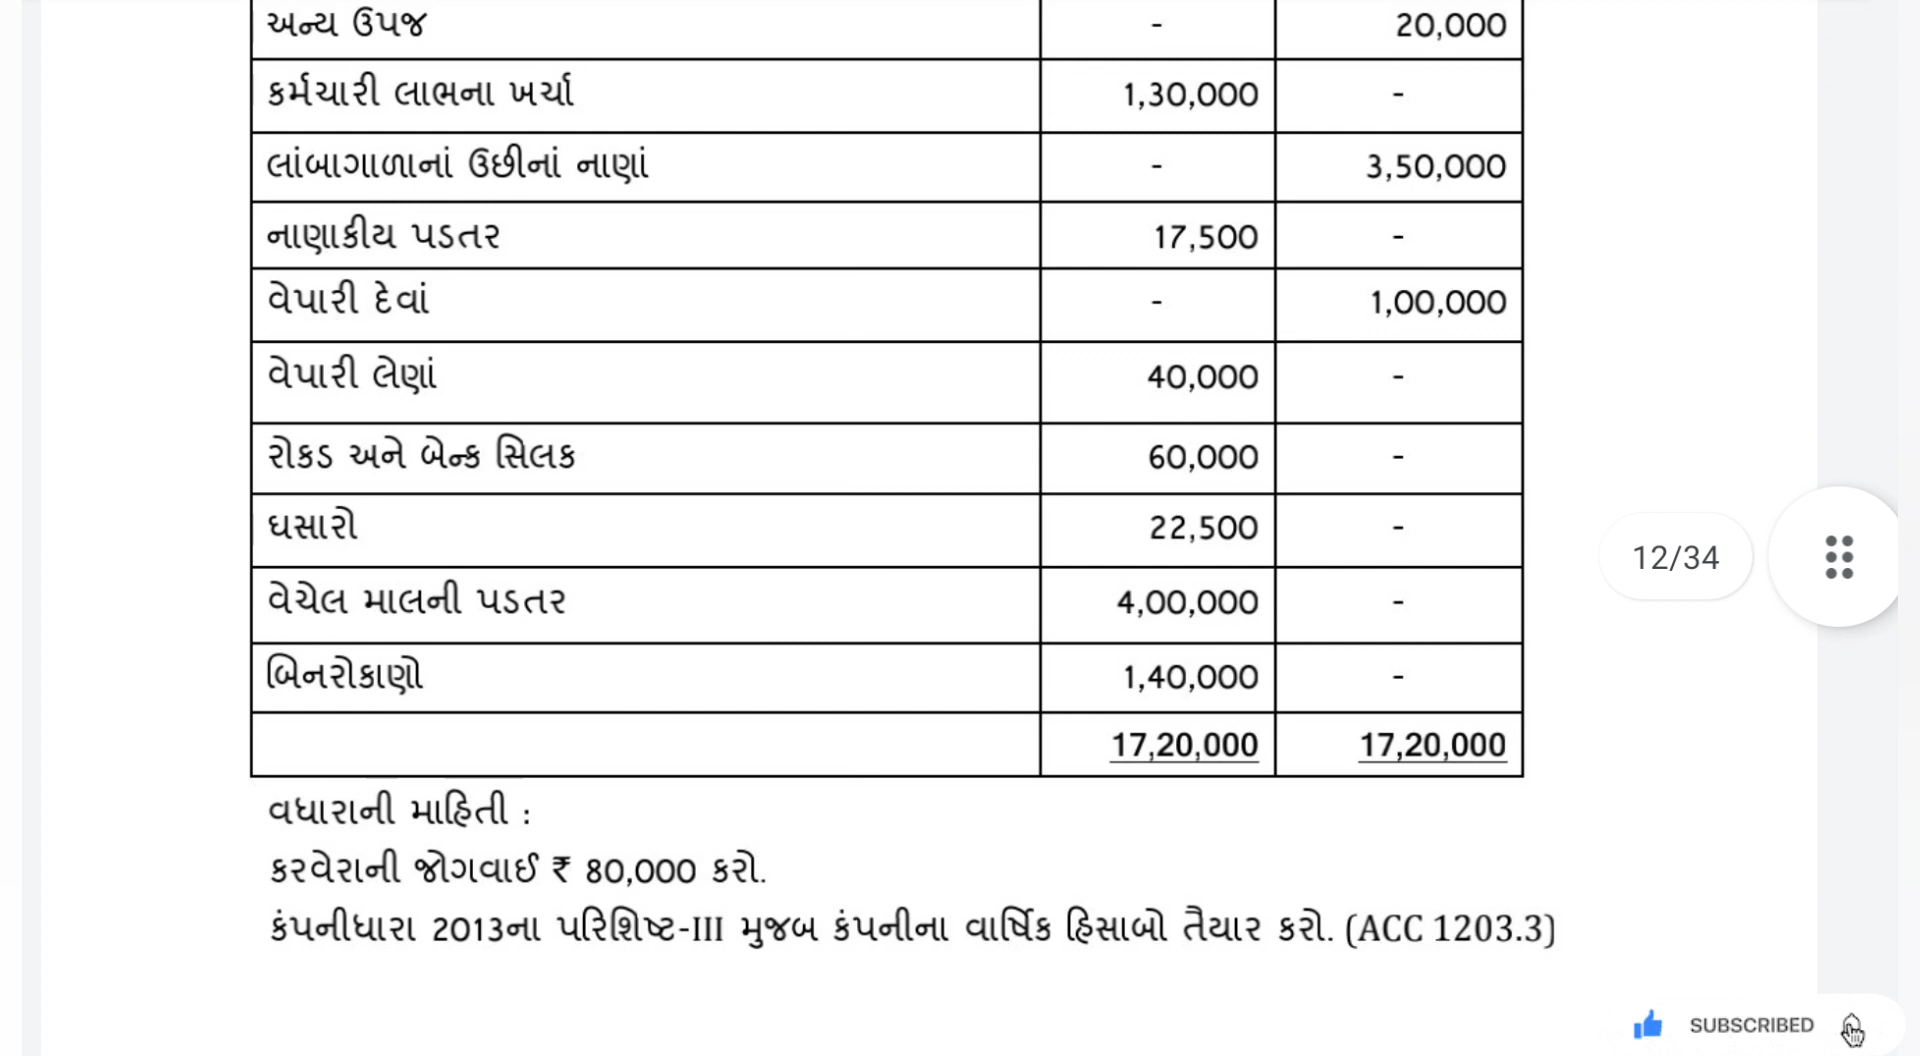 અન્ય ઉપજ - 20,000
કર્મચારી લાભના ખર્ચા 1,30,000 -
લાંબાગાળાનાં ઉછીનાં નાણાં - 3,50,000
નાણાકીય પડતર 17,500 -
વેપારી દેવાં - 1,00,000
વેપારી લેણાં 40,000 -
રોકડ અને બેન્ક સિલક 60,000 -
ઘસારો 22,500 -
12/34
વેચેલ માલની પડતર 4,00,000 -
બિનરોકાણો 1,40,000 -
17,20,000 17,20,000
વધારાની માહિતી :
કરવેરાની જોગવાઈ ₹ 80,000 કરો.
કંપનીધારા 2013ના પરિશિષ્ટ-III મુજબ કંપનીના વાર્ષિક હિસાબો તૈયાર કરો. (ACC 1203.3)
SUBSCRIBED